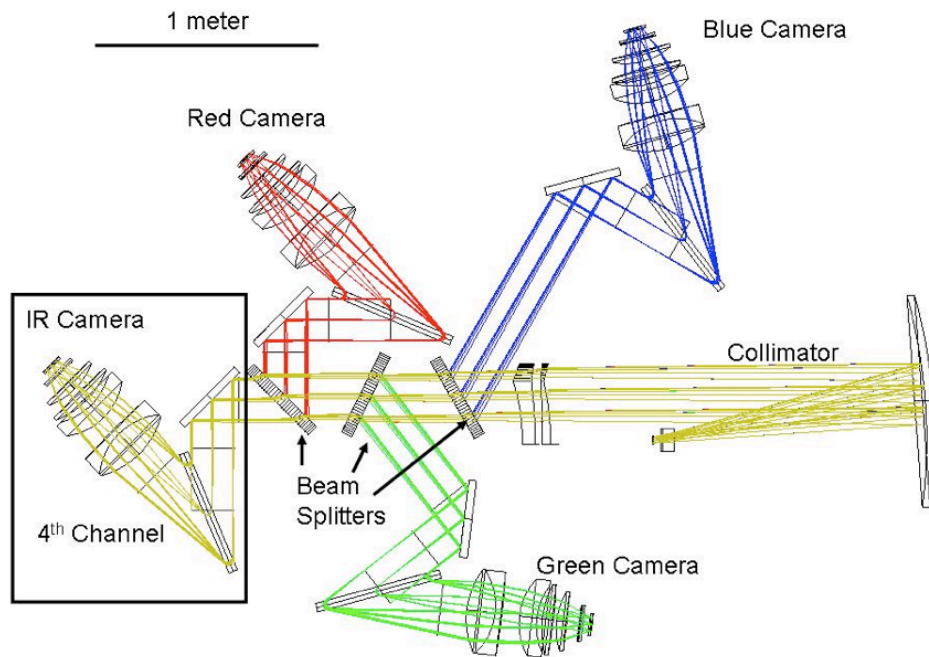 1 meter
Blue Camera
Red Camera
IR Camera
Collimator
Beam
Splitters
4th Channel
Green Camera